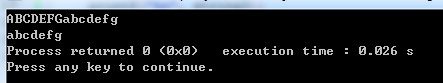 ABCDEFGabcdefg
abcdefg
Process returned 0 (0x0)   execution time : 0.026 s
Press any key to continue.